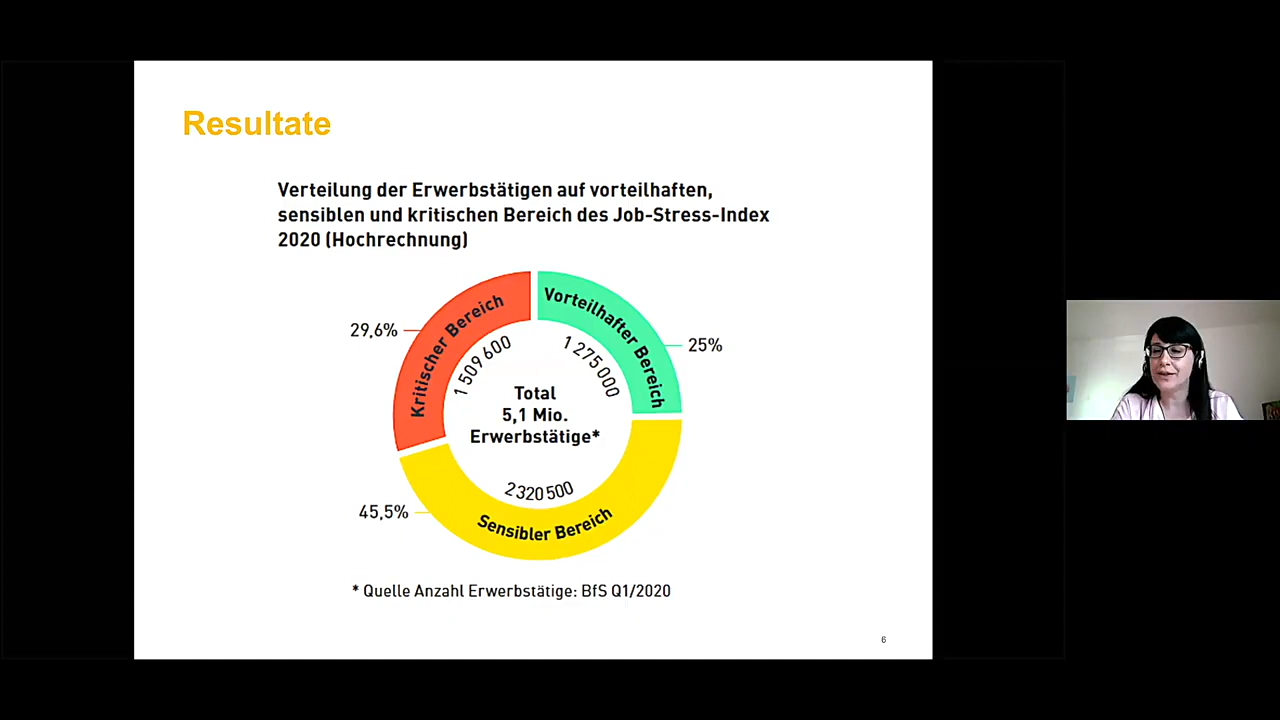 Resultate
Verteilung der Erwerbstätigen auf vorteilhaften,
sensiblen und kritischen Bereich des Job-Stress-Index
2020 (Hochrechnung)
Kritischer Bereich
Vorteilhafter Bereich
29,6%
25%
1 509 600
1 275 000
Total
5,1 Mio.
Erwerbstätige*
2 320 500
45,5%
Sensibler Bereich
* Quelle Anzahl Erwerbstätige: BfS Q1/2020
6